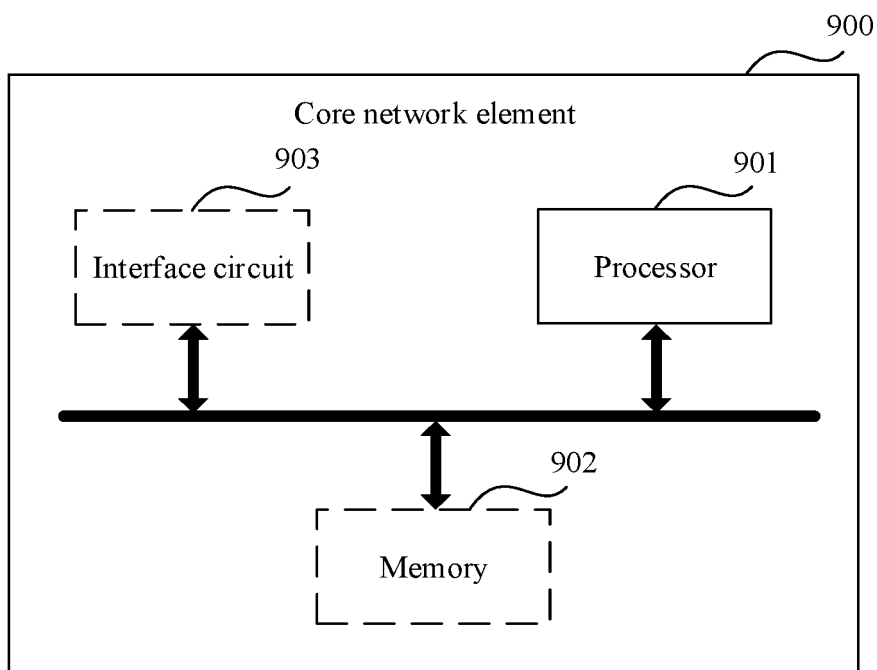 900
Core network element
903
901
Interface circuit
Processor
902
Memory